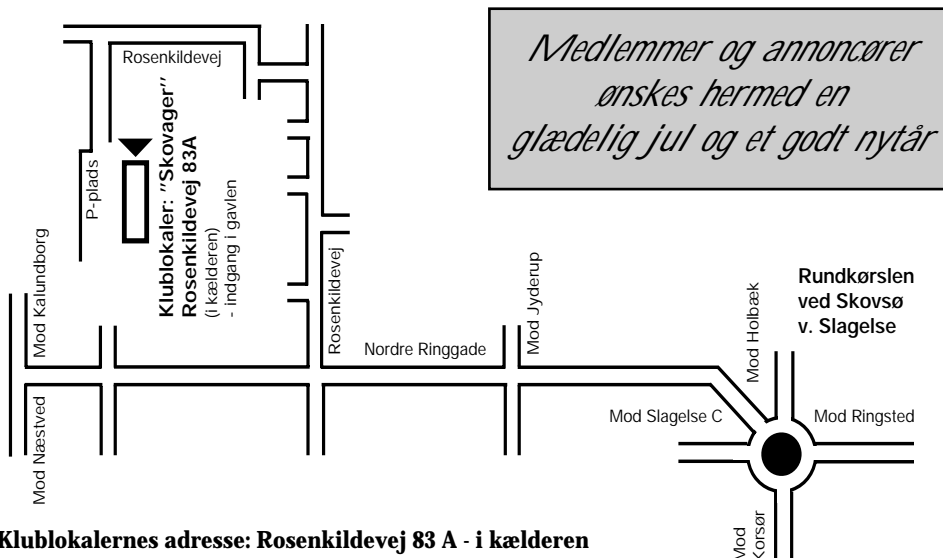 Medlemmer og annoncører
ønskes hermed en
glædelig jul og et godt nytår
Rosenkildevej
P-plads
Klublokaler: "Skovager"
Rosenkildevej 83A
(i kælderen)
- indgang i gavlen
Mod Kalundborg
Mod Næstved
Rosenkildevej
Nordre Ringgade
Mod Jyderup
Mod Holbæk
Rundkørslen
ved Skovsø
v. Slagelse
Mod Slagelse C
Mod Ringsted
Mod
Korsør
Klublokalernes adresse: Rosenkildevej 83 A - i kælderen